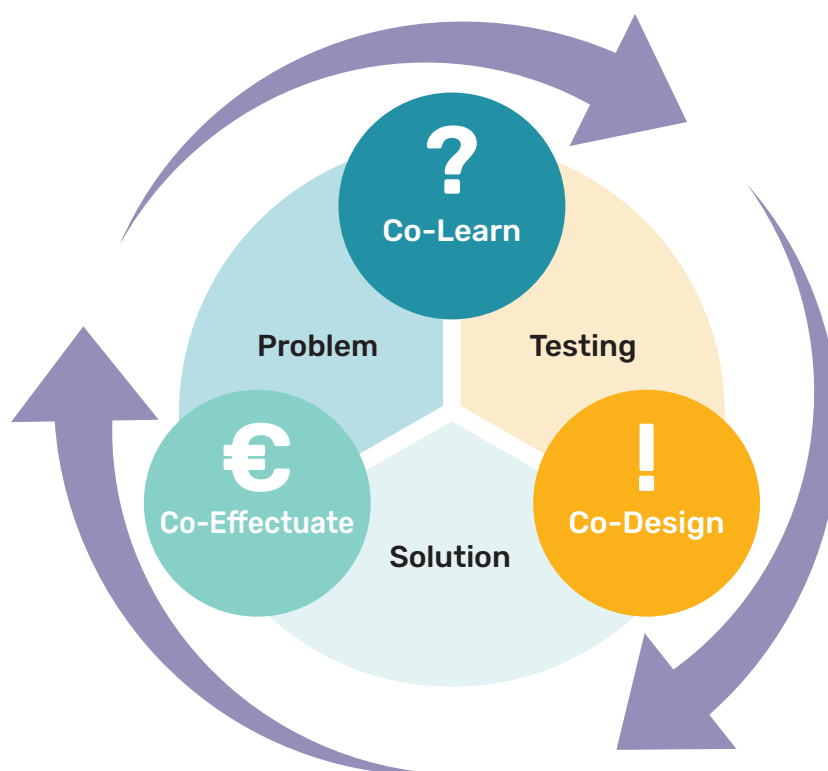 ?
Co-Learn
Problem
Testing
€
Co-Effectuate
!
Co-Design
Solution